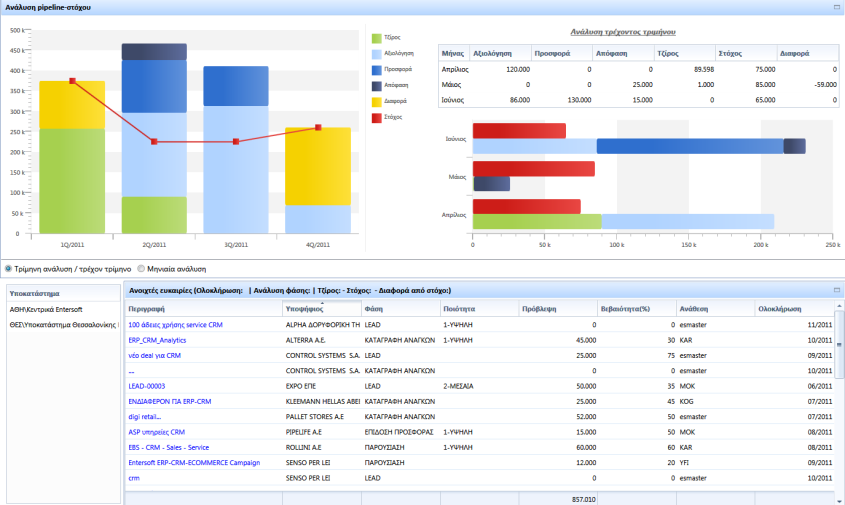 Ανάλυση pipeline-στόχου
500 k
450 k
400 k
350 k
300 k
250 k
200 k
150 k
100 k
50 k
0
1Q/2011 2Q/2011 3Q/2011 4Q/2011
Τζίρος
Αξιολόγηση
Προσφορά
Απόφαση
Διαφορά
Στόχος
Ανάλυση τρέχοντος τριμήνου
Μήνας Αξιολόγηση Προσφορά Απόφαση Τζίρος Στόχος Διαφορά
Απρίλιος 120.000 0 0 89.598 75.000 0
Μάιος 0 0 25.000 1.000 85.000 -59.000
Ιούνιος 86.000 130.000 15.000 0 65.000 0
Ιούνιος
Μάιος
Απρίλιος
0 50 k 100 k 150 k 200 k 250 k
Τρίμηνη ανάλυση / τρέχον τρίμηνο Μηνιαία ανάλυση
Υποκατάστημα
ΑΘΗ\Κεντρικά Entersoft
ΘΕΣ\Υποκατάστημα Θεσσαλονίκης
Ανοιχτές ευκαιρίες (Ολοκλήρωση: | Ανάλυση φάσης: | Τζίρος: - Στόχος: - Διαφορά από στόχο:)
Περιγραφή Υποψήφιος Φάση Ποιότητα Πρόβλεψη Βεβαιότητα(%) Ανάθεση Ολοκλήρωση
100 άδειες χρήσης service CRM ALPHA ΔΟΡΥΦΟΡΙΚΗ ΤΗ LEAD 1-ΥΨΗΛΗ 0 0 esmaster 11/2011
ERP_CRM_Analytics ALTERRA A.E. ΚΑΤΑΓΡΑΦΗ ΑΝΑΓΚΩΝ 1-ΥΨΗΛΗ 45.000 30 KAR 10/2011
νέο deal για CRM CONTROL SYSTEMS S.A. LEAD 25.000 75 esmaster 09/2011
... CONTROL SYSTEMS S.A. ΚΑΤΑΓΡΑΦΗ ΑΝΑΓΚΩΝ 0 0 esmaster 10/2011
LEAD-00003 EXPO ΕΠΕ LEAD 2-ΜΕΣΑΙΑ 50.000 35 MOK 06/2011
ΕΝΔΙΑΦΕΡΟΝ ΓΙΑ ERP-CRM KLEEMANN HELLAS ABEI ΚΑΤΑΓΡΑΦΗ ΑΝΑΓΚΩΝ 25.000 45 KOG 07/2011
digi retail... PALLET STORES A.E ΚΑΤΑΓΡΑΦΗ ΑΝΑΓΚΩΝ 52.000 50 esmaster 07/2011
ASP υπηρείες CRM PIPELIFE A.E ΕΠΙΔΟΣΗ ΠΡΟΣΦΟΡΑΣ 1-ΥΨΗΛΗ 15.000 50 MOK 08/2011
EBS - CRM - Sales - Service ROLLINI A.E ΠΑΡΟΥΣΙΑΣΗ 1-ΥΨΗΛΗ 60.000 60 KAR 08/2011
Entersoft ERP-CRM-ECOMMERCE Campaign SENSO PER LEI ΠΑΡΟΥΣΙΑΣΗ 12.000 20 YFI 09/2011
crm SENSO PER LEI LEAD 0 0 esmaster 10/2011
857.010